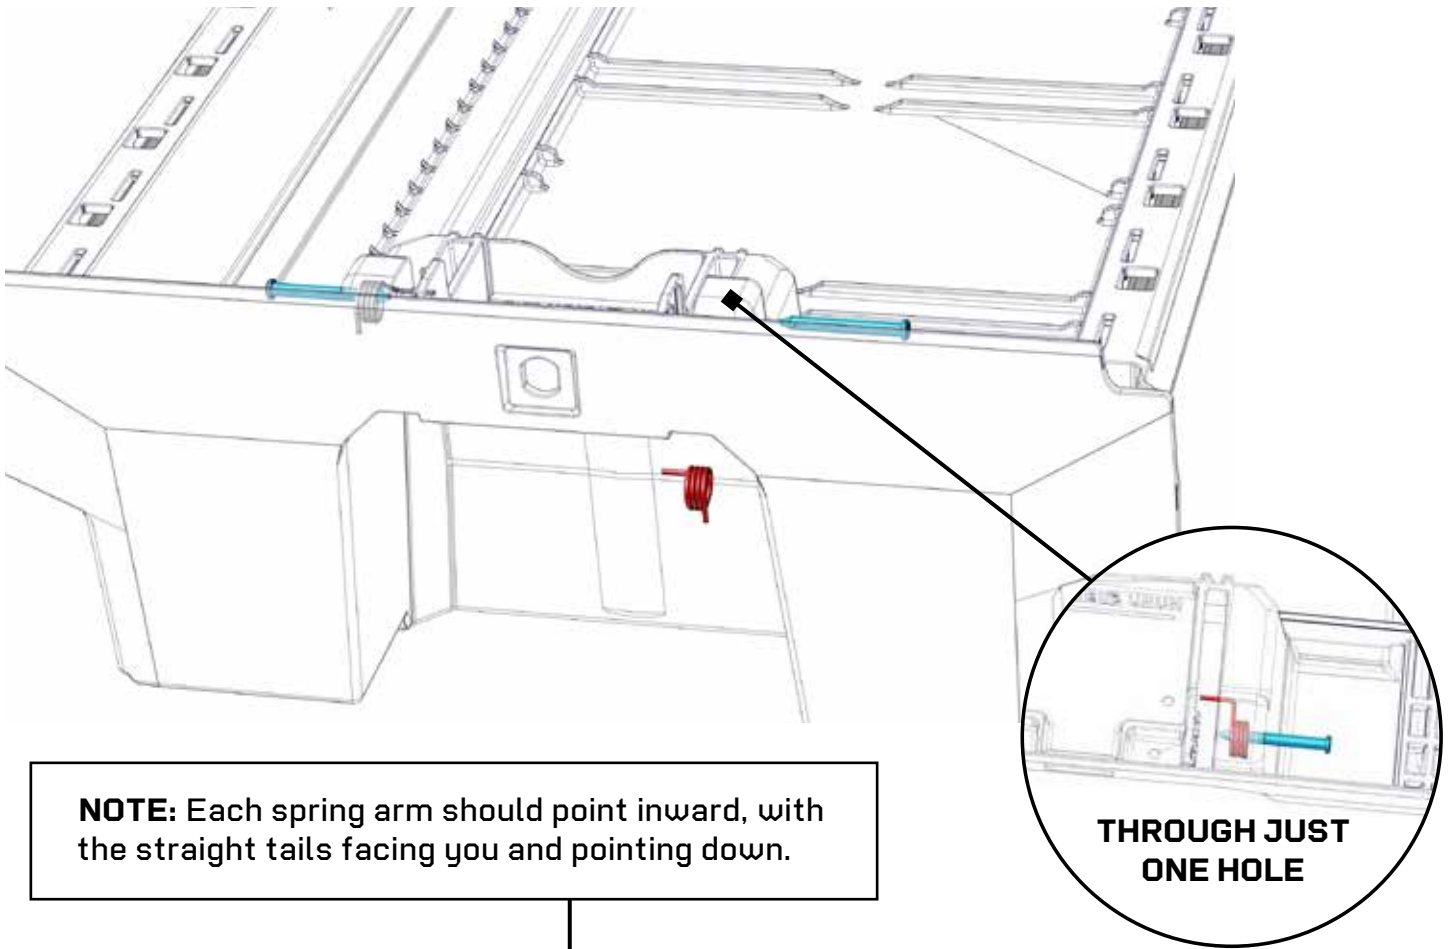 NOTE: Each spring arm should point inward, with
the straight tails facing you and pointing down.
THROUGH JUST
ONE HOLE